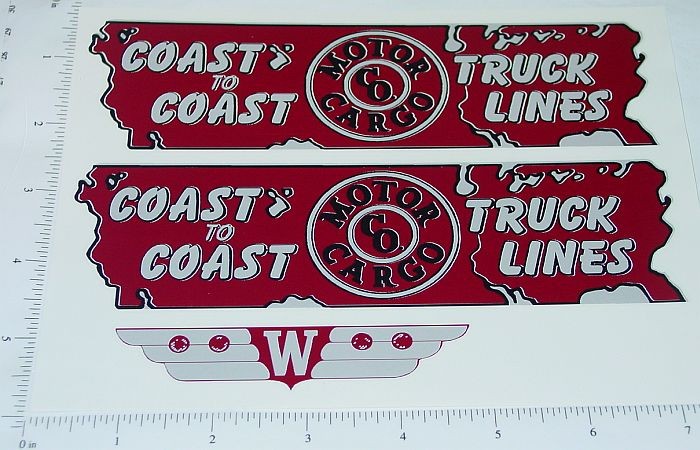 COAST
TO
COAST
MOTOR
CO.
CARGO
TRUCK
LINES
COAST
TO
COAST
MOTOR
CO.
CARGO
TRUCK
LINES
W
1
2
3
4
5
0 in 1 2 3 4 5 6 7